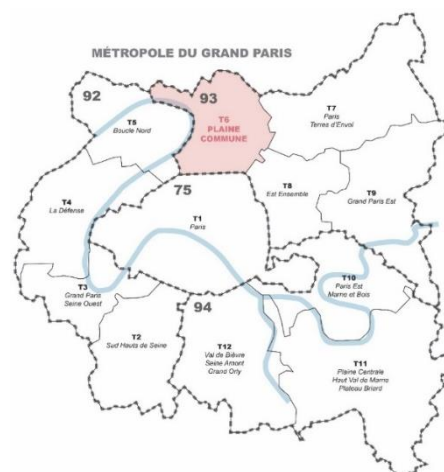 MÉTROPOLE DU GRAND PARIS
92
93
T6
PLAINE
COMMUNE
T7
Paris
Terres d'Envol
T5
Boucle Nord
75
T8
Est Ensemble
T9
Grand Paris Est
T4
La Défense
T1
Paris
T3
Grand Paris
Seine Ouest
T10
Paris Est
Marne et Bois
94
T2
Sud Hauts de Seine
T12
Val de Bièvre
Seine Amont
Grand Orly
T11
Plaine Centrale
Haut Val de Marne
Plateau Briard